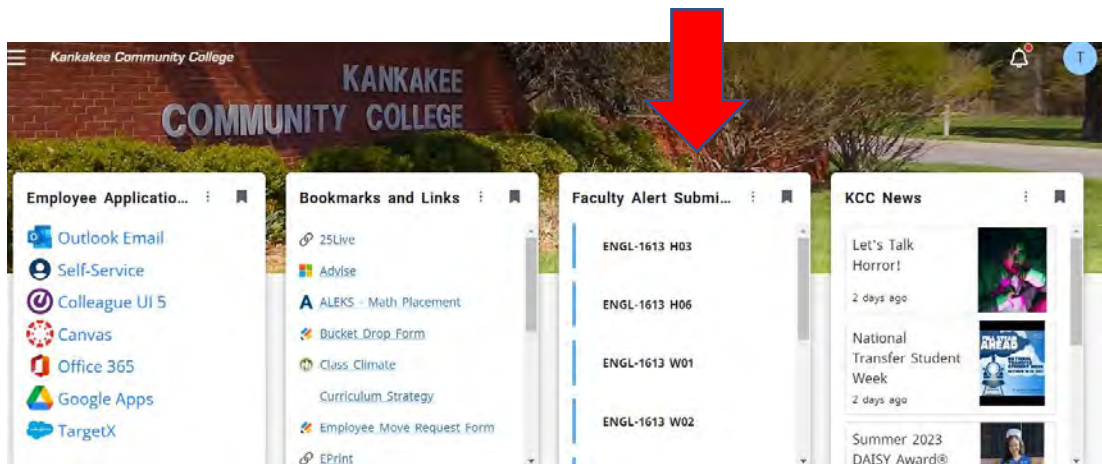 Kankakee Community College
T
KANKAKEE
COMMUNITY COLLEGE
Employee Applicatio...
Outlook Email
Self-Service
Colleague UI 5
Canvas
Office 365
Google Apps
TargetX
Bookmarks and Links
25Live
Advise
ALEKS - Math Placement
Bucket Drop Form
Class Climate
Curriculum Strategy
Employee Move Request Form
EPrint
Faculty Alert Submi...
ENGL-1613 H03
ENGL-1613 H06
ENGL-1613 W01
ENGL-1613 W02
KCC News
Let's Talk
Horror!
2 days ago
National
Transfer Student
Week
2 days ago
AHEAD
Summer 2023
DAISY Award®